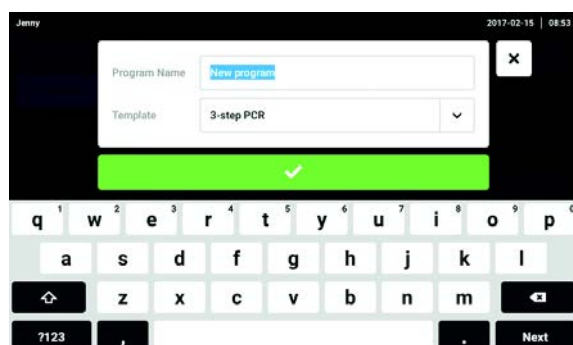 Jenny 2017-02-15 | 08:53
Program Name New program
Template 3-step PCR
q 1 w 2 e 3 r 4 t 5 y 6 u 7 i 8 o 9 p 0
a s d f g h j k l
z x c v b n m
?123 , . Next